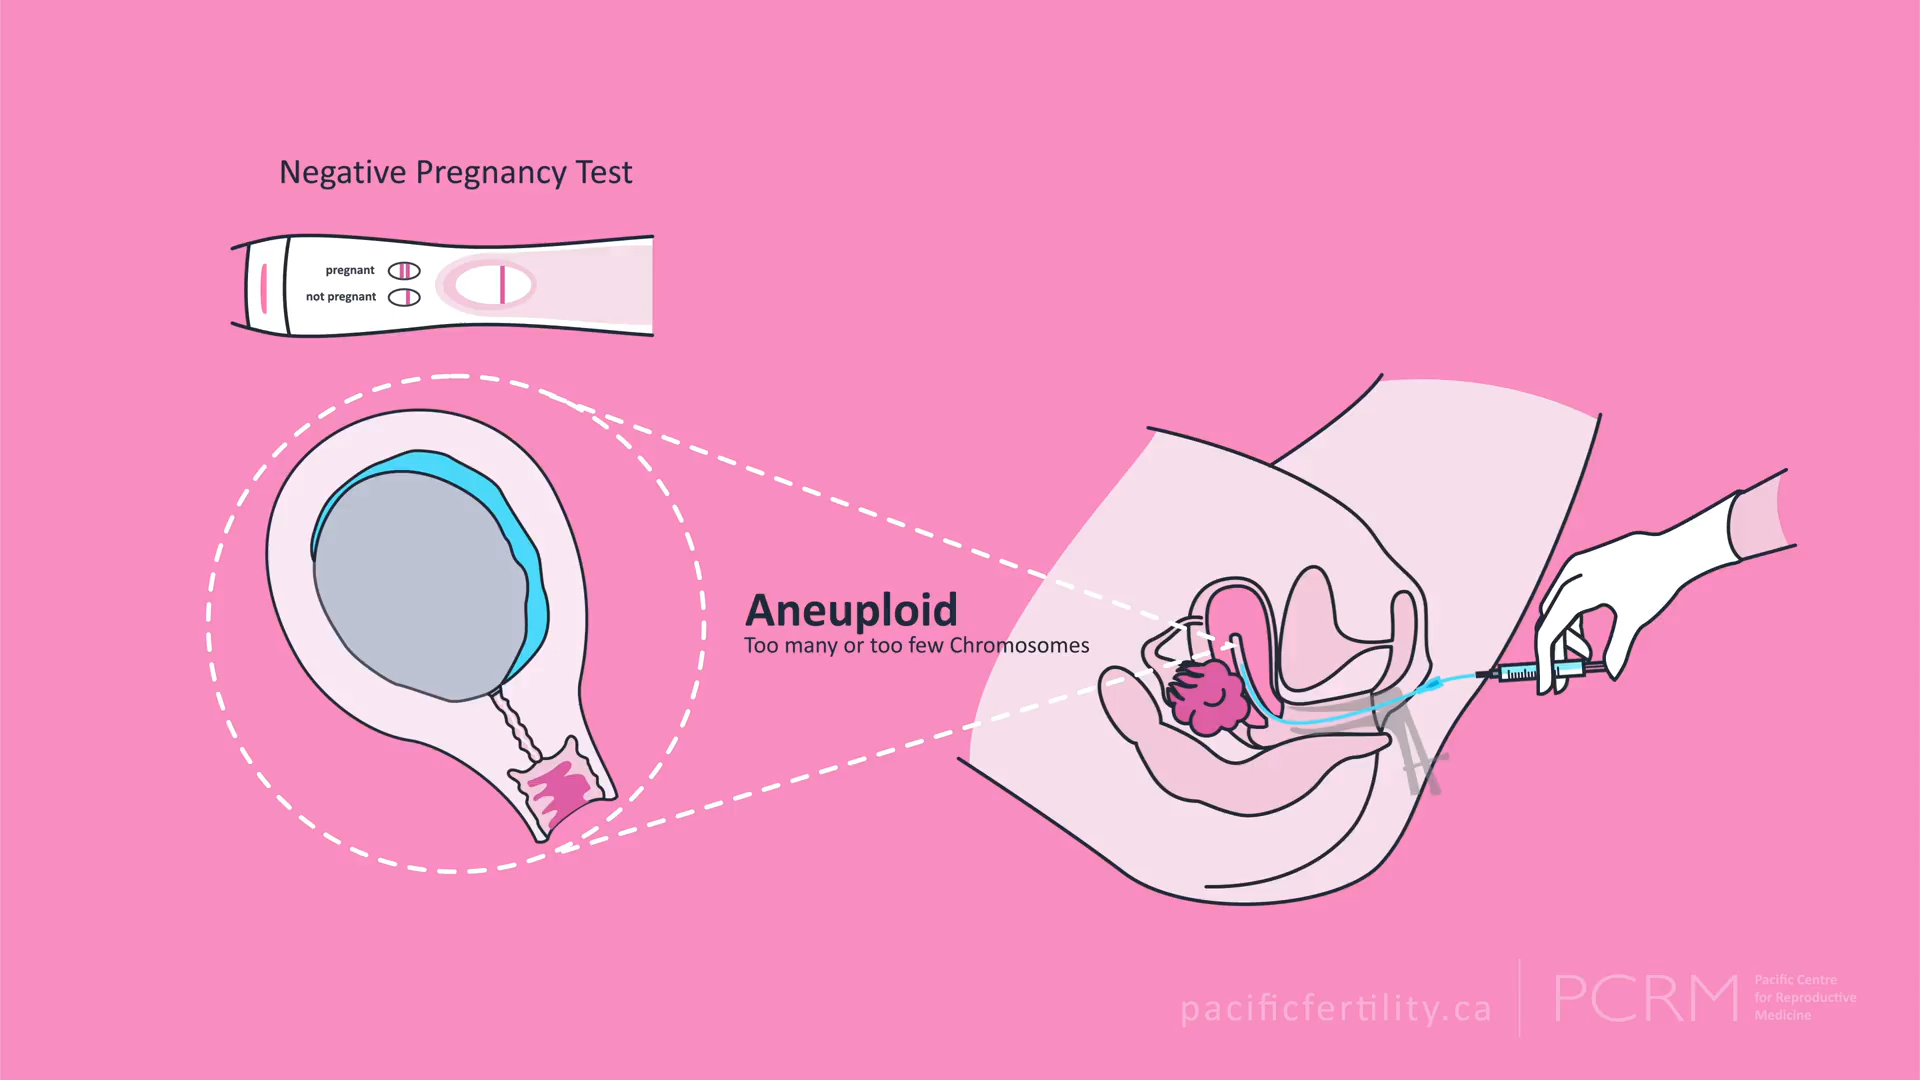 Negative Pregnancy Test
pregnant
not pregnant
Aneuploid
Too many or too few Chromosomes
pacificfertility.ca
PCRM
Pacific Centre
for Reproductive
Medicine